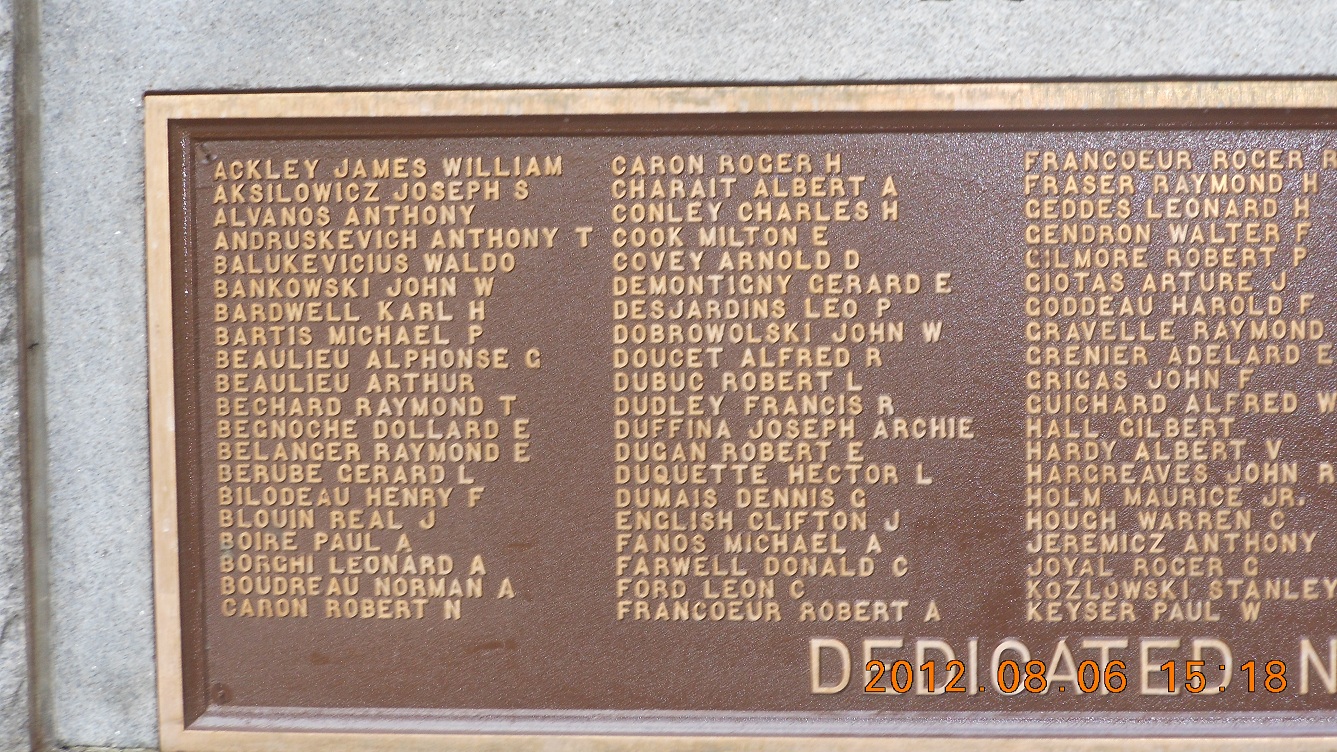 ACKLEY JAMES WILLIAM
AKSILOWICZ JOSEPH S
ALVANOS ANTHONY
ANDRUSKEVICH ANTHONY T
BALUKEVICIUS WALDO
BANKOWSKI JOHN W
BARDWELL KARL H
BARTIS MICHAEL P
BEAULIEU ALPHONSE G
BEAULIEU ARTHUR
BECHARD RAYMOND T
BEGNOCHE DOLLARD E
BELANGER RAYMOND E
BERUBE GERARD L
BILODEAU HENRY F
BLOUIN REAL J
BOIRE PAUL A
BORGHI LEONARD A
BOUDREAU NORMAN A
CARON ROBERT N
CARON ROGER H
CHARAIT ALBERT A
CONLEY CHARLES H
COOK MILTON E
COVEY ARNOLD D
DEMONTIGNY GERARD E
DESJARDINS LEO P
DOBROWOLSKI JOHN W
DOUCET ALFRED R
DUBUC ROBERT L
DUDLEY FRANCIS R
DUFFINA JOSEPH ARCHIE
DUGAN ROBERT E
DUQUETTE HECTOR L
DUMAIS DENNIS G
ENGLISH CLIFTON J
FANOS MICHAEL A
FARWELL DONALD C
FORD LEON C
FRANCOEUR ROBERT A
FRANCOEUR ROGER R
FRASER RAYMOND H
GEDDES LEONARD H
GENDRON WALTER F
GILMORE ROBERT P
GIOTAS ARTURE J
GODDEAU HAROLD F
GRAVELLE RAYMOND
GRENIER ADELARD E
GRIGAS JOHN F
GUICHARD ALFRED W
HALL GILBERT
HARDY ALBERT V
HARGREAVES JOHN R
HOLM MAURICE JR.
HOUGH WARREN C
JEREMICZ ANTHONY
JOYAL ROGER G
KOZLOWSKI STANLEY
KEYSER PAUL W
DEDICATED N
2012.08.06 15:18